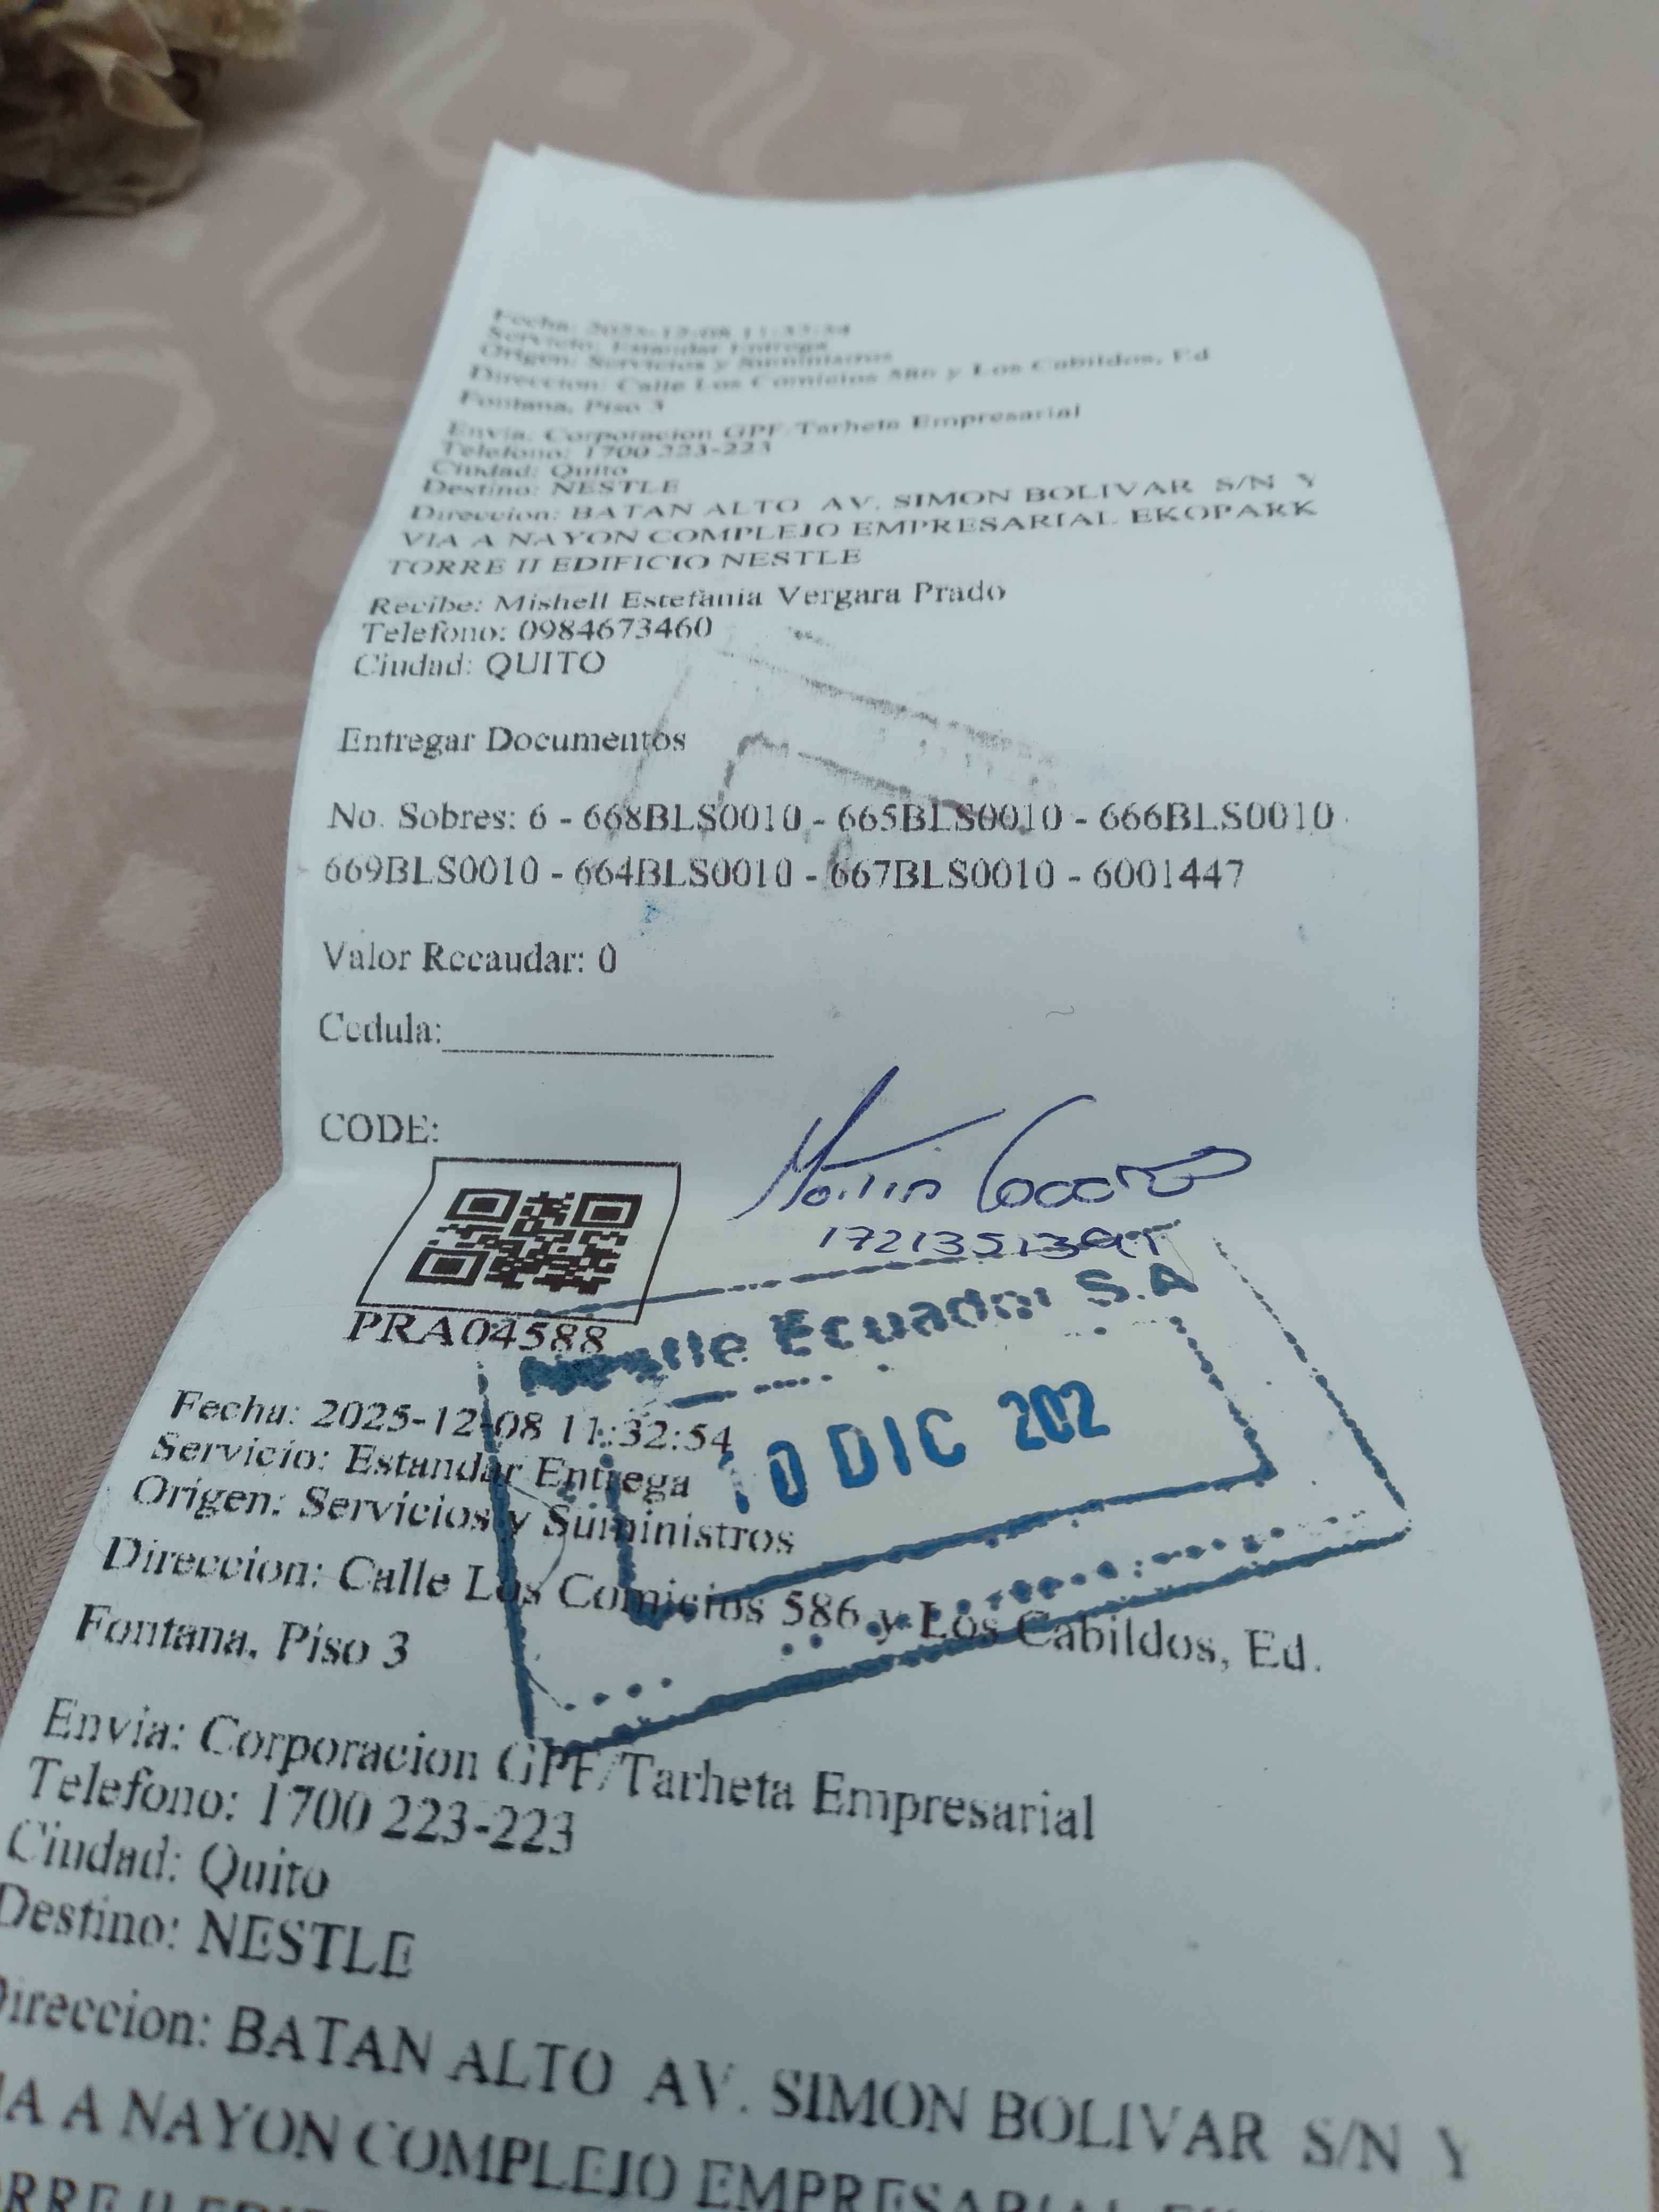 Fecha: 2025-12-08 11:32:54
Servicio: Estandar Entrega
Origen: Servicios y Suministros
Direccion: Calle Los Comicios 586 y Los Cabildos, Ed
Fontana, Piso 3
Envia: Corporacion GPF/Tarheta Empresarial
Telefono: 1700 223-223
Ciudad: Quito
Destino: NESTLE
Direccion: BATAN ALTO AV. SIMON BOLIVAR S/N Y
VIA A NAYON COMPLEJO EMPRESARIAL EKOPARK
TORRE II EDIFICIO NESTLE
Recibe: Mishell Estefania Vergara Prado
Telefono: 0984673460
Ciudad: QUITO
Entregar Documentos
No. Sobres: 6 - 668BLS0010 - 665BLS0010 - 666BLS0010
669BLS0010 - 664BLS0010 - 667BLS0010 - 6001447
Valor Recaudar: 0
Cedula:
CODE:
PRA04588
Nestle Ecuador S.A
10 DIC 202
Fecha: 2025-12-08 11:32:54
Servicio: Estandar Entrega
Origen: Servicios y Suministros
Direccion: Calle Los Comicios 586 y Los Cabildos, Ed.
Fontana, Piso 3
Envia: Corporacion GPF/Tarheta Empresarial
Telefono: 1700 223-223
Ciudad: Quito
Destino: NESTLE
Direccion: BATAN ALTO AV. SIMON BOLIVAR S/N Y
A A NAYON COMPLEJO EMPRESARIAL